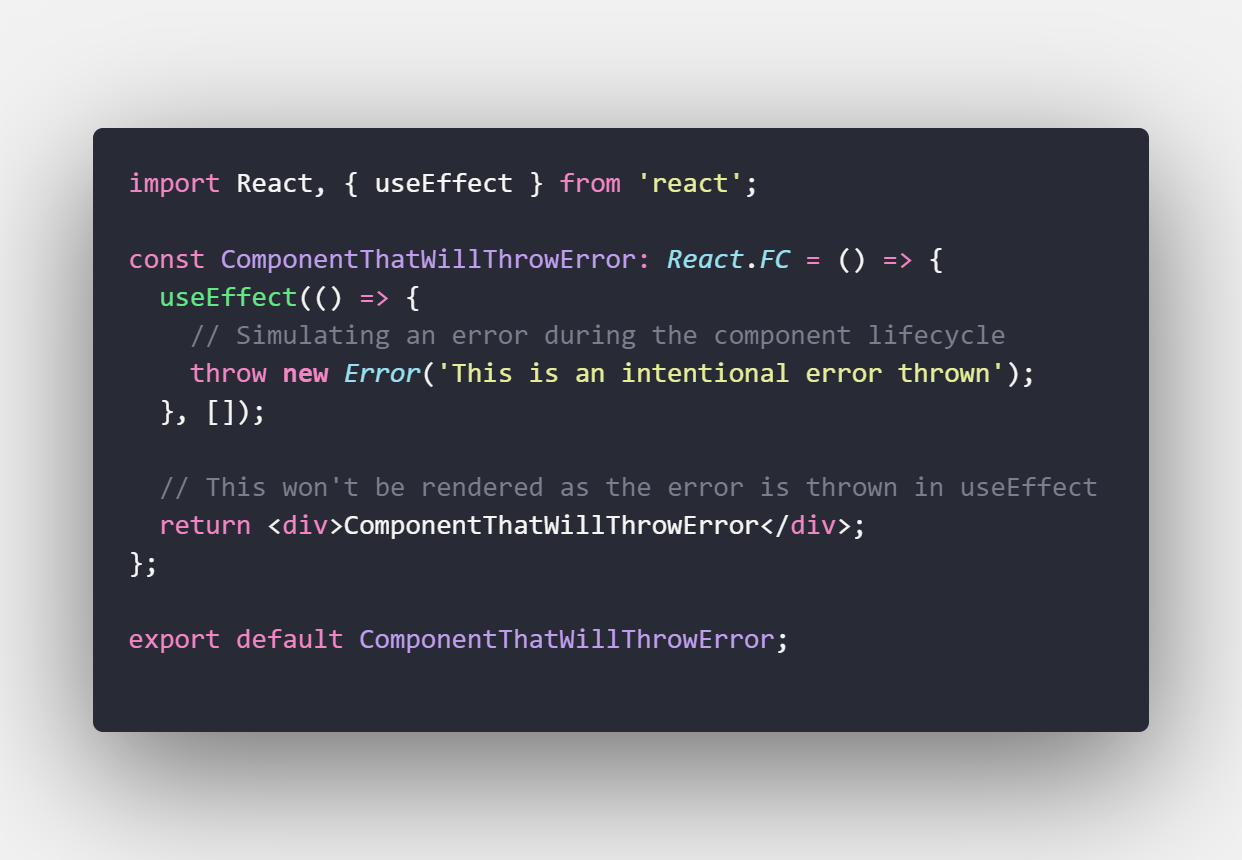 import React, { useEffect } from 'react';
const ComponentThatWillThrowError: React.FC = () => {
useEffect(() => {
// Simulating an error during the component lifecycle
throw new Error('This is an intentional error thrown');
}, []);
// This won't be rendered as the error is thrown in useEffect
return <div>ComponentThatWillThrowError</div>;
};
export default ComponentThatWillThrowError;